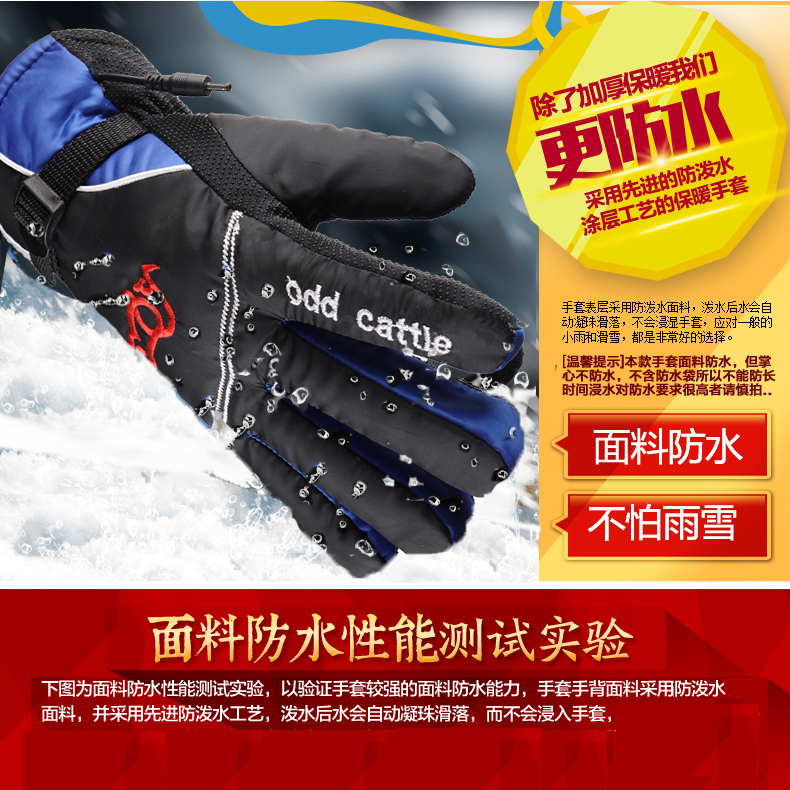 除了加厚保暖我们
更防水
采用先进的防泼水
涂层工艺的保暖手套
odd cattle
手套表层采用防泼水面料，泼水后水会自
动凝珠滑落，不会浸显手套，应对一般的
小雨和滑雪，都是非常好的选择。
[温馨提示]本款手套面料防水，但掌
心不防水，不含防水袋所以不能防长
时间浸水对防水要求很高者请慎拍..
面料防水
不怕雨雪
面料防水性能测试实验
下图为面料防水性能测试实验，以验证手套较强的面料防水能力，手套手背面料采用防泼水
面料，并采用先进防泼水工艺，泼水后水会自动凝珠滑落，而不会浸入手套，